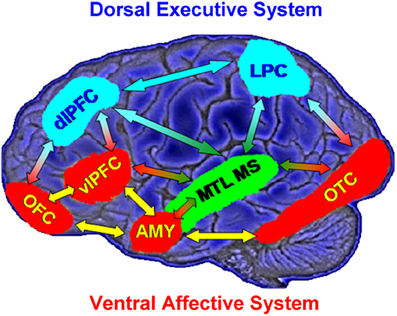 Dorsal Executive System
LPC
dlPFC
vlPFC
MTL MS
OTC
OFC
AMY
Ventral Affective System